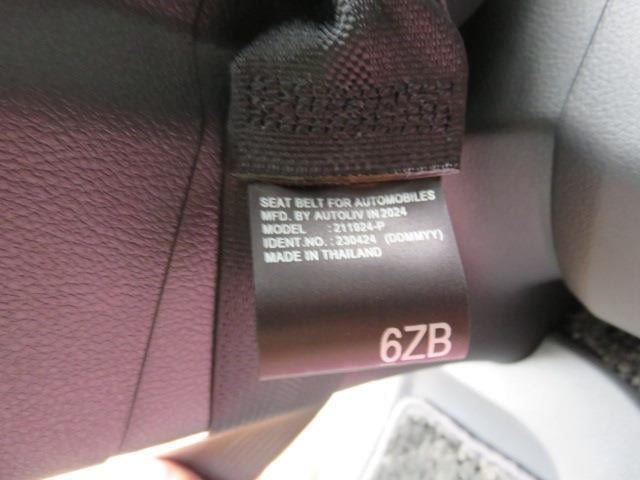 SEAT BELT FOR AUTOMOBILES
MFD. BY AUTOLIV IN 2024
MODEL : 211924-P
IDENT.NO. : 230424 (DDMMYY)
MADE IN THAILAND
6ZB